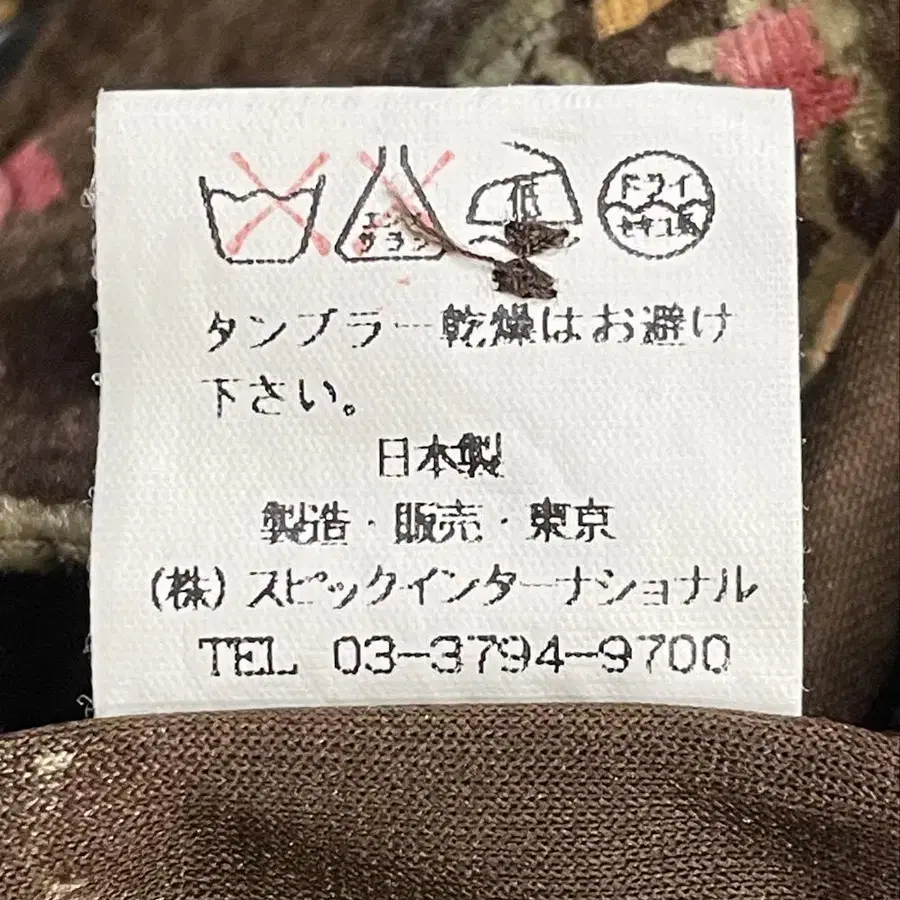 エンソ
サラシ
低
ドライ
セキユ系
タンブラー乾燥はお避け
下さい。
日本製
製造・販売・東京
(株)スピックインターナショナル
TEL 03-3794-9700